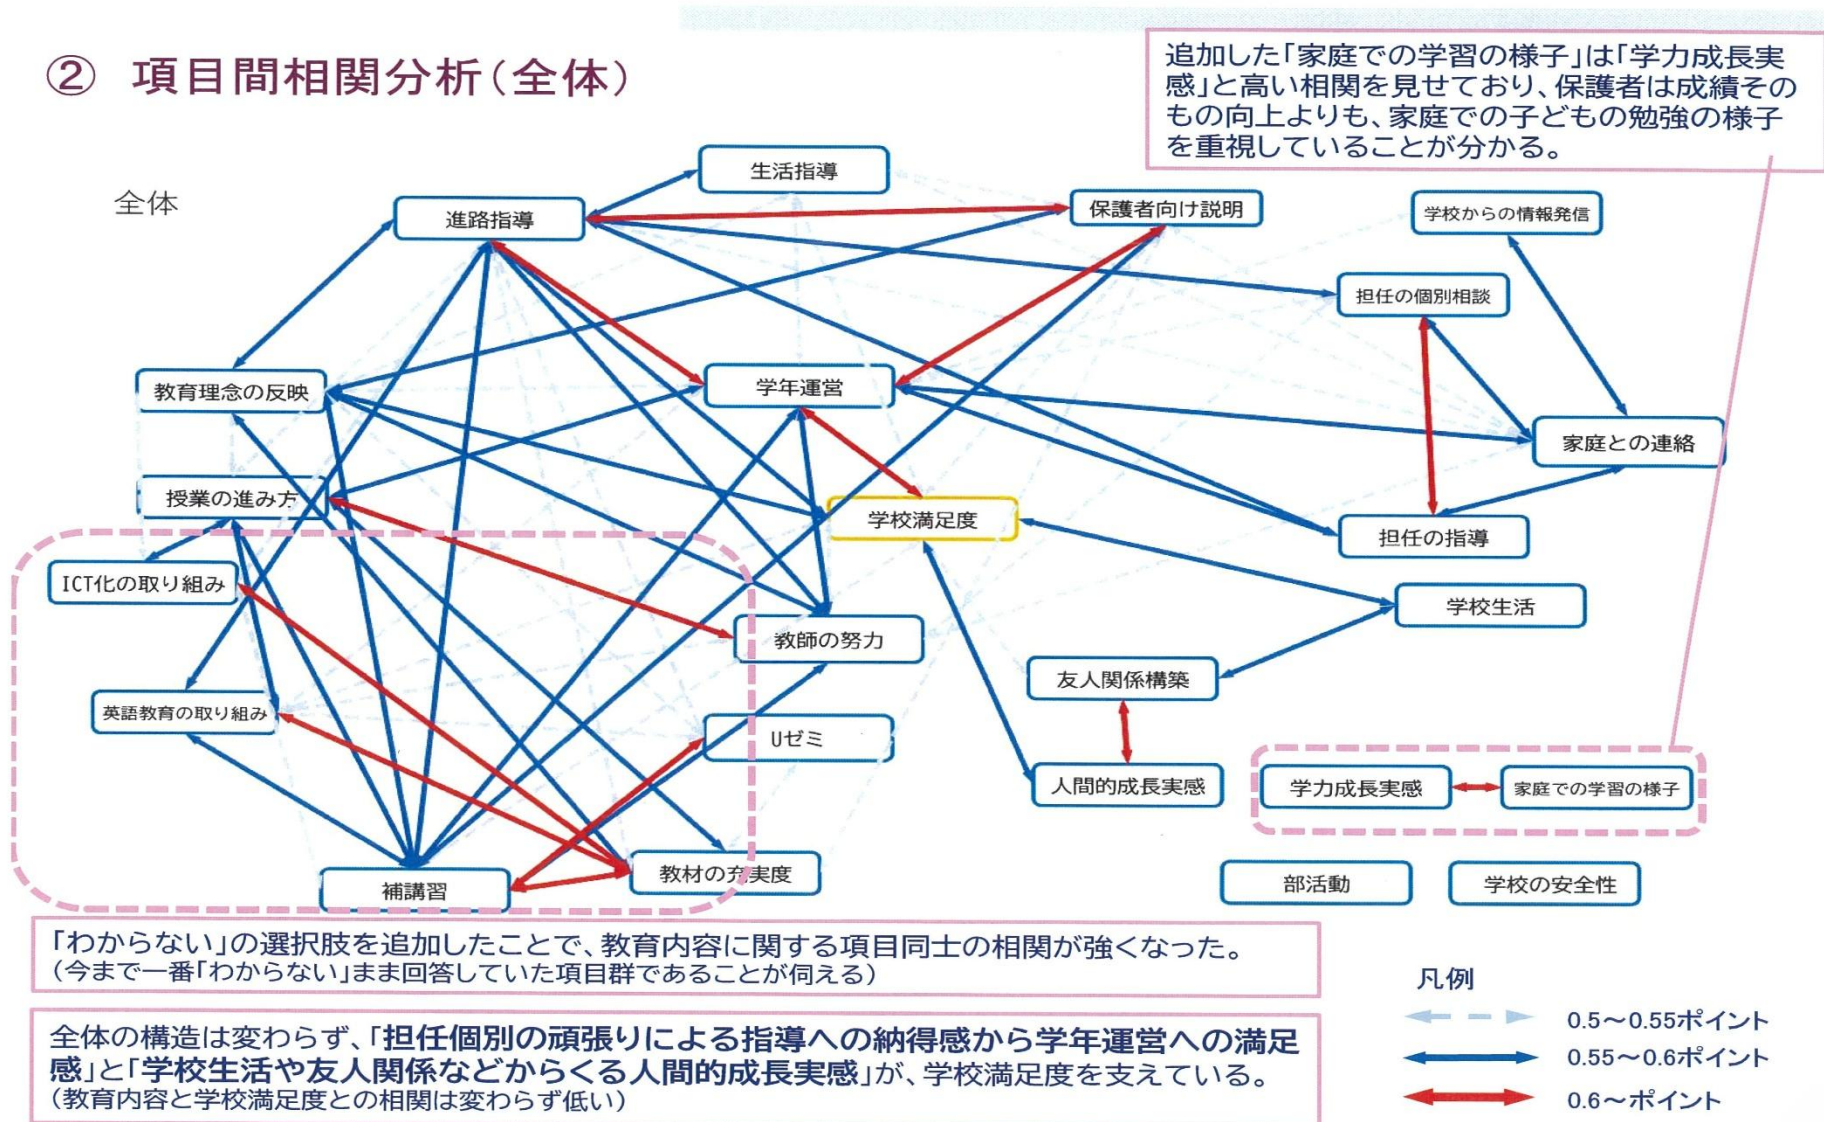 ② 項目間相関分析(全体)
追加した「家庭での学習の様子」は「学力成長実
感」と高い相関を見せており、保護者は成績その
もの向上よりも、家庭での子どもの勉強の様子
を重視していることが分かる。
全体
生活指導
進路指導
保護者向け説明
学校からの情報発信
担任の個別相談
教育理念の反映
学年運営
家庭との連絡
授業の進み方
学校満足度
担任の指導
ICT化の取り組み
学校生活
教師の努力
友人関係構築
英語教育の取り組み
Uゼミ
人間的成長実感
学力成長実感
家庭での学習の様子
補講習
教材の充実度
部活動
学校の安全性
「わからない」の選択肢を追加したことで、教育内容に関する項目同士の相関が強くなった。
(今まで一番「わからない」まま回答していた項目群であることが伺える)
全体の構造は変わらず、「担任個別の頑張りによる指導への納得感から学年運営への満足
感」と「学校生活や友人関係などからくる人間的成長実感」が、学校満足度を支えている。
(教育内容と学校満足度との相関は変わらず低い)
凡例
0.5～0.55ポイント
0.55～0.6ポイント
0.6～ポイント